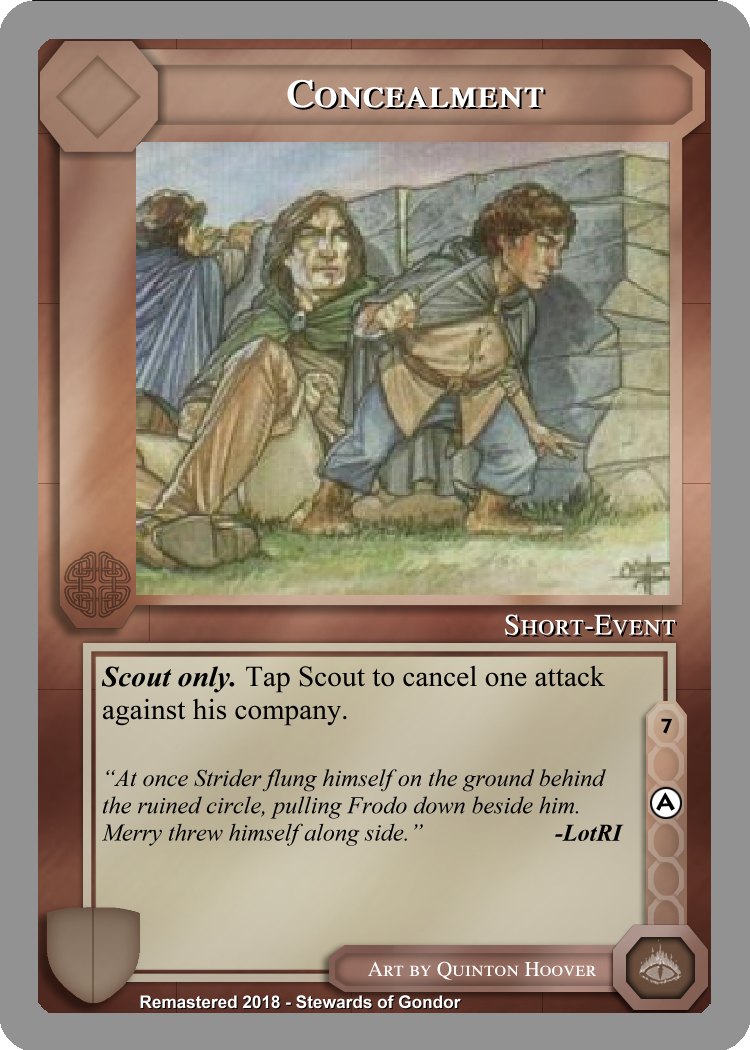 Concealment
Short-Event
Scout only. Tap Scout to cancel one attack
against his company.
7
A
“At once Strider flung himself on the ground behind
the ruined circle, pulling Frodo down beside him.
Merry threw himself along side.” -LotRI
Art by Quinton Hoover
Remastered 2018 - Stewards of Gondor